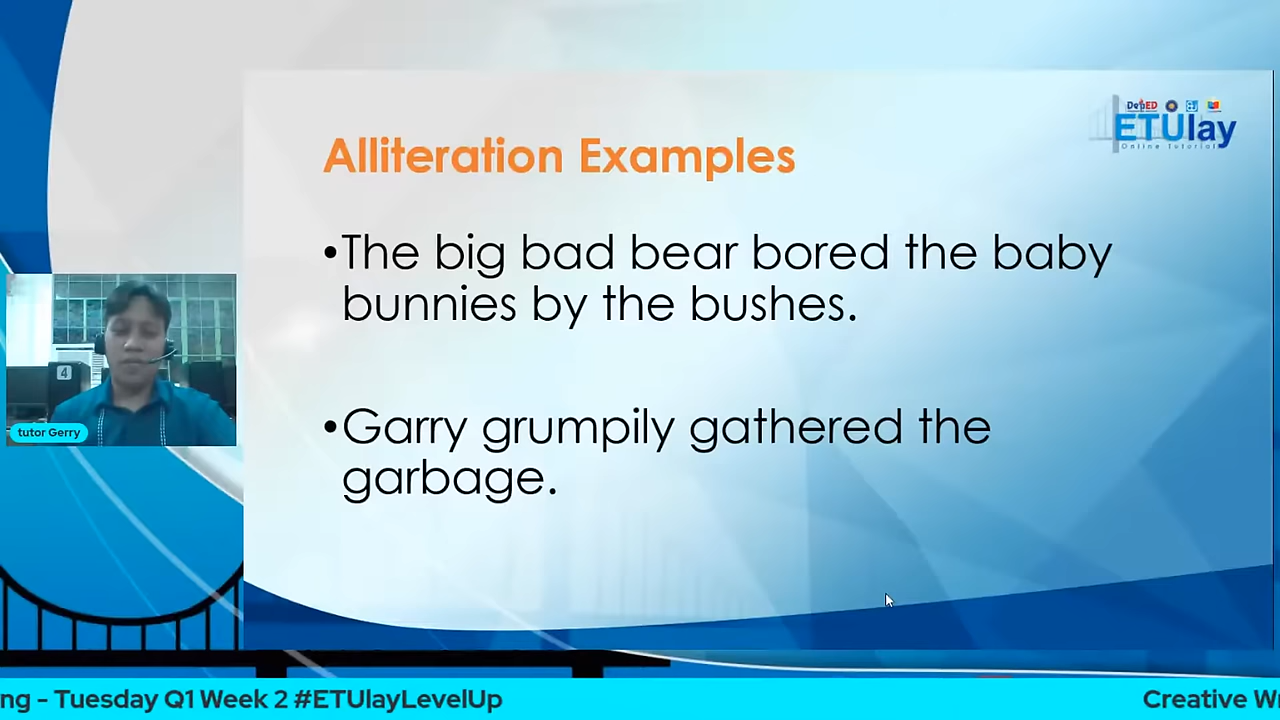 DepED
ETUlay
Online Tutorial
Alliteration Examples
•The big bad bear bored the baby
bunnies by the bushes.
•Garry grumpily gathered the
garbage.
4
tutor Gerry
ng - Tuesday Q1 Week 2 #ETUlayLevelUp
Creative Wr